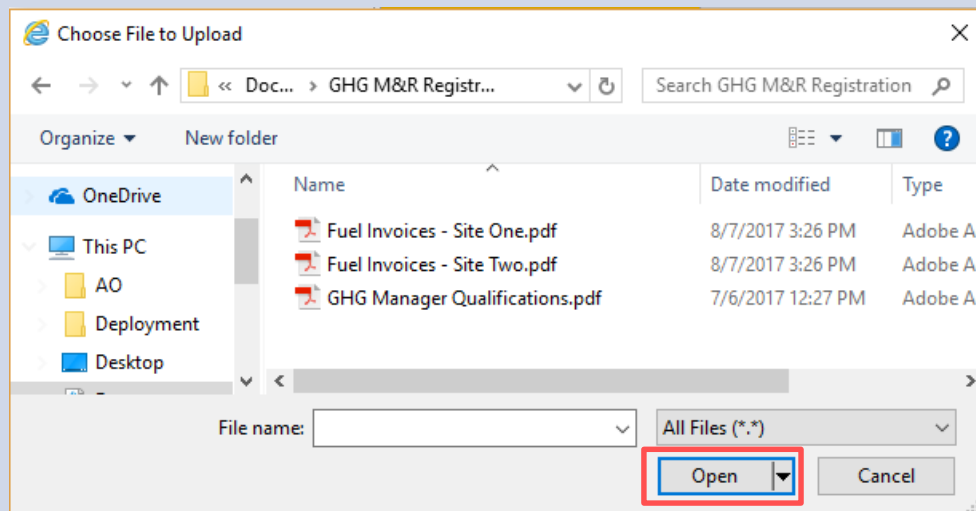 Choose File to Upload
« Doc... > GHG M&R Registr...
Search GHG M&R Registration
Organize
New folder
?
OneDrive
This PC
AO
Deployment
Desktop
Name
Date modified
Type
Fuel Invoices - Site One.pdf
8/7/2017 3:26 PM
Adobe A
Fuel Invoices - Site Two.pdf
8/7/2017 3:26 PM
Adobe A
GHG Manager Qualifications.pdf
7/6/2017 12:27 PM
Adobe A
File name:
All Files (*.*)
Open
Cancel